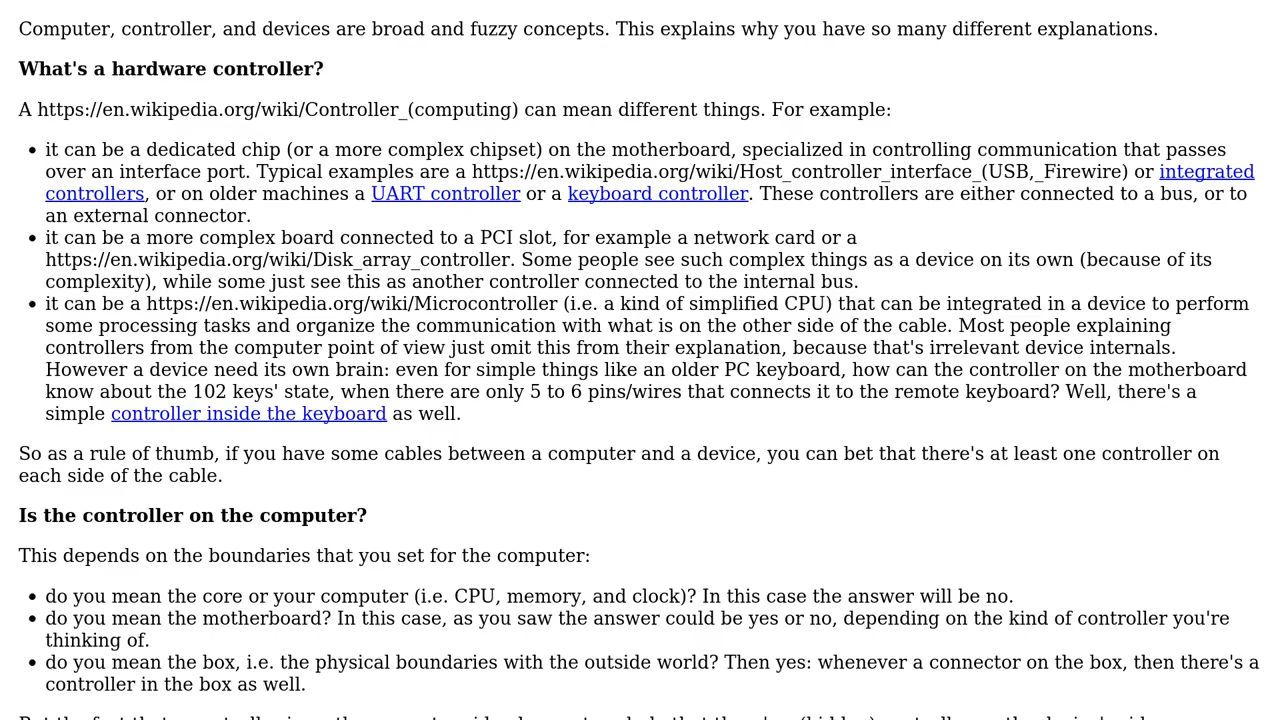 Computer, controller, and devices are broad and fuzzy concepts. This explains why you have so many different explanations.
What's a hardware controller?
A https://en.wikipedia.org/wiki/Controller_(computing) can mean different things. For example:
• it can be a dedicated chip (or a more complex chipset) on the motherboard, specialized in controlling communication that passes
over an interface port. Typical examples are a https://en.wikipedia.org/wiki/Host_controller_interface_(USB,_Firewire) or integrated
controllers, or on older machines a UART controller or a keyboard controller. These controllers are either connected to a bus, or to
an external connector.
• it can be a more complex board connected to a PCI slot, for example a network card or a
https://en.wikipedia.org/wiki/Disk_array_controller. Some people see such complex things as a device on its own (because of its
complexity), while some just see this as another controller connected to the internal bus.
• it can be a https://en.wikipedia.org/wiki/Microcontroller (i.e. a kind of simplified CPU) that can be integrated in a device to perform
some processing tasks and organize the communication with what is on the other side of the cable. Most people explaining
controllers from the computer point of view just omit this from their explanation, because that's irrelevant device internals.
However a device need its own brain: even for simple things like an older PC keyboard, how can the controller on the motherboard
know about the 102 keys' state, when there are only 5 to 6 pins/wires that connects it to the remote keyboard? Well, there's a
simple controller inside the keyboard as well.
So as a rule of thumb, if you have some cables between a computer and a device, you can bet that there's at least one controller on
each side of the cable.
Is the controller on the computer?
This depends on the boundaries that you set for the computer:
• do you mean the core or your computer (i.e. CPU, memory, and clock)? In this case the answer will be no.
• do you mean the motherboard? In this case, as you saw the answer could be yes or no, depending on the kind of controller you're
thinking of.
• do you mean the box, i.e. the physical boundaries with the outside world? Then yes: whenever a connector on the box, then there's a
controller in the box as well.